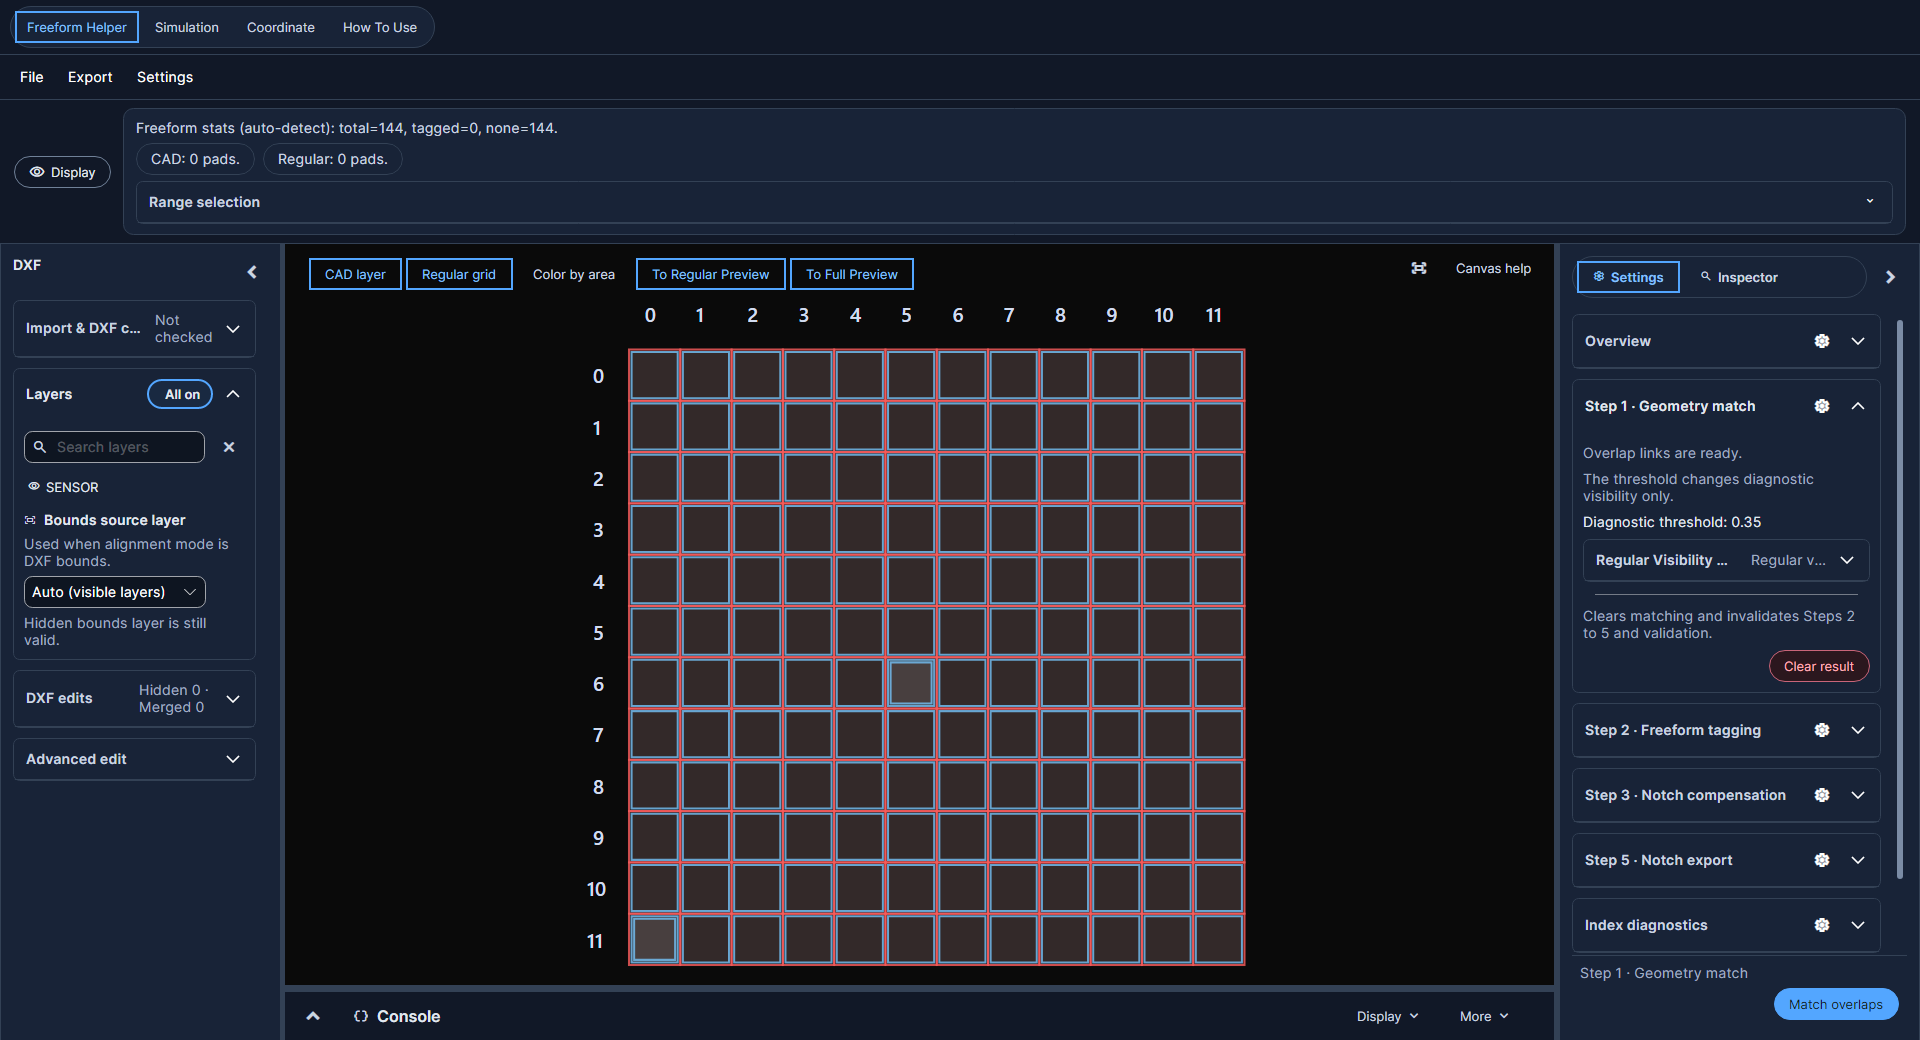 Freeform Helper Simulation Coordinate How To Use
File Export Settings
Display
Freeform stats (auto-detect): total=144, tagged=0, none=144.
CAD: 0 pads. Regular: 0 pads.
Range selection
DXF
Import & DXF c... Not checked
Layers All on
Search layers
SENSOR
Bounds source layer
Used when alignment mode is
DXF bounds.
Auto (visible layers)
Hidden bounds layer is still
valid.
DXF edits Hidden 0 · Merged 0
Advanced edit
CAD layer Regular grid Color by area To Regular Preview To Full Preview Canvas help
0 1 2 3 4 5 6 7 8 9 10 11
0
1
2
3
4
5
6
7
8
9
10
11
Console Display More
Settings Inspector
Overview
Step 1 · Geometry match
Overlap links are ready.
The threshold changes diagnostic
visibility only.
Diagnostic threshold: 0.35
Regular Visibility ... Regular v...
Clears matching and invalidates Steps 2
to 5 and validation.
Clear result
Step 2 · Freeform tagging
Step 3 · Notch compensation
Step 5 · Notch export
Index diagnostics
Step 1 · Geometry match
Match overlaps